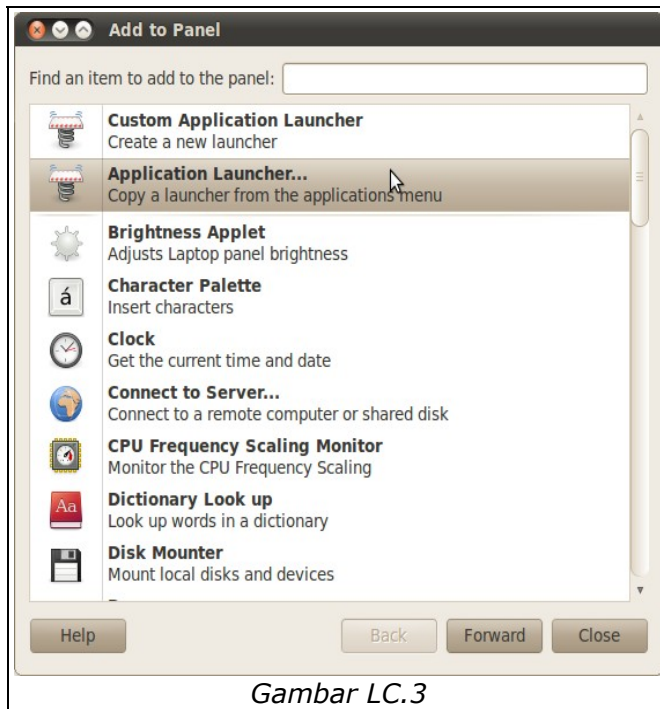 Add to Panel
Find an item to add to the panel:
Custom Application Launcher
Create a new launcher
Application Launcher...
Copy a launcher from the applications menu
Brightness Applet
Adjusts Laptop panel brightness
á
Character Palette
Insert characters
Clock
Get the current time and date
Connect to Server...
Connect to a remote computer or shared disk
CPU Frequency Scaling Monitor
Monitor the CPU Frequency Scaling
Aa
Dictionary Look up
Look up words in a dictionary
Disk Mounter
Mount local disks and devices
Help
Back
Forward
Close
Gambar LC.3